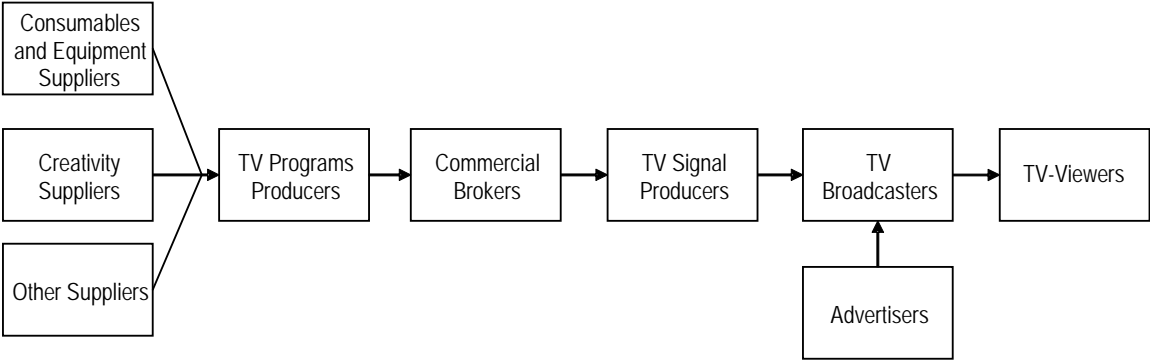 Consumables
and Equipment
Suppliers
Creativity
Suppliers
Other Suppliers
TV Programs
Producers
Commercial
Brokers
TV Signal
Producers
TV
Broadcasters
TV-Viewers
Advertisers